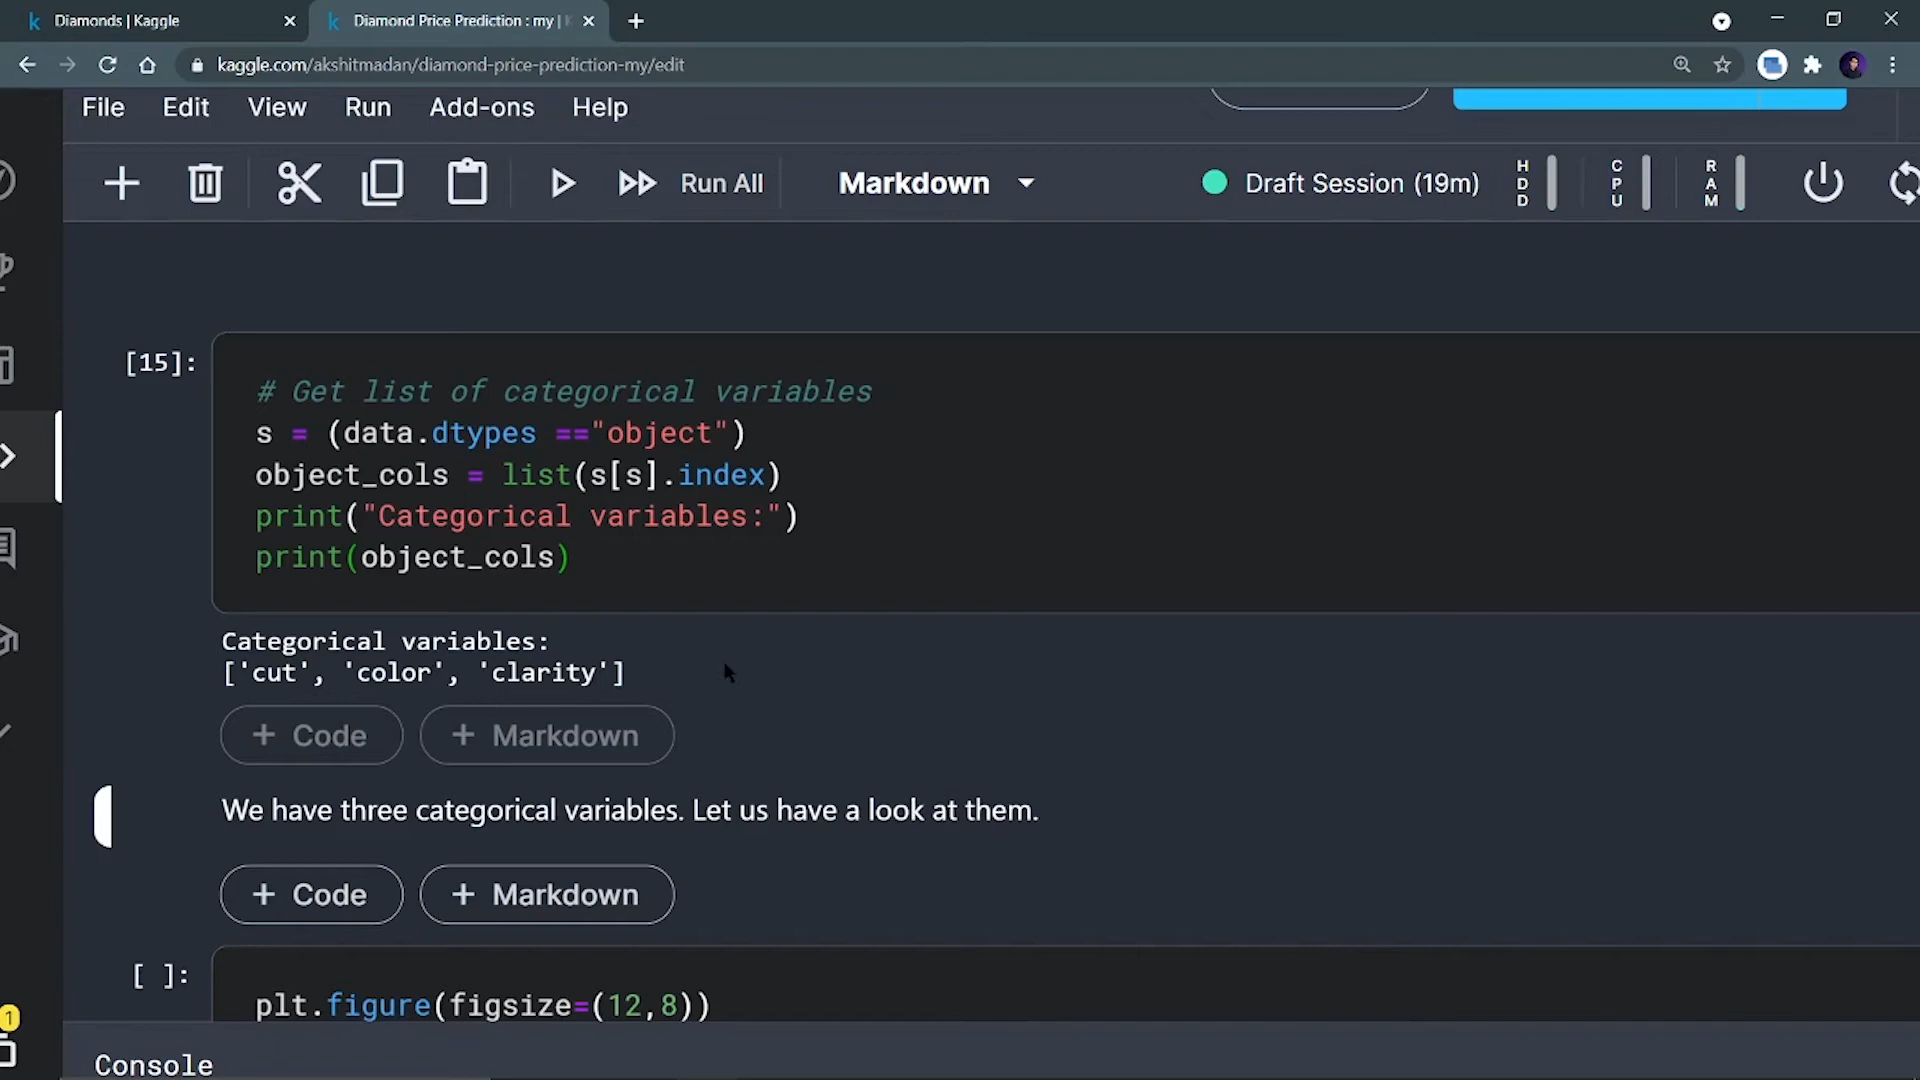 Diamonds | Kaggle
Diamond Price Prediction : my |
kaggle.com/akshitmadan/diamond-price-prediction-my/edit
File Edit View Run Add-ons Help
Run All Markdown Draft Session (19m) HDD CPU RAM
[15]:
# Get list of categorical variables
s = (data.dtypes =="object")
object_cols = list(s[s].index)
print("Categorical variables:")
print(object_cols)
Categorical variables:
['cut', 'color', 'clarity']
+ Code + Markdown
We have three categorical variables. Let us have a look at them.
+ Code + Markdown
[ ]:
plt.figure(figsize=(12,8))
1
Console